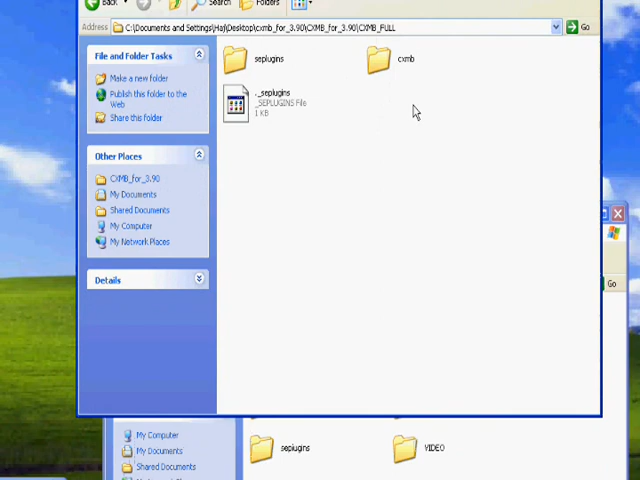 Back
Search
Folders
Address
C:\Documents and Settings\Haj\Desktop\cxmb_for_3.90\CXMB_for_3.90\CXMB_FULL
Go
File and Folder Tasks
Make a new folder
Publish this folder to the
Web
Share this folder
Other Places
CXMB_for_3.90
My Documents
Shared Documents
My Computer
My Network Places
Details
seplugins
cxmb
._seplugins
_SEPLUGINS File
1 KB
Go
My Computer
My Documents
Shared Documents
seplugins
VIDEO